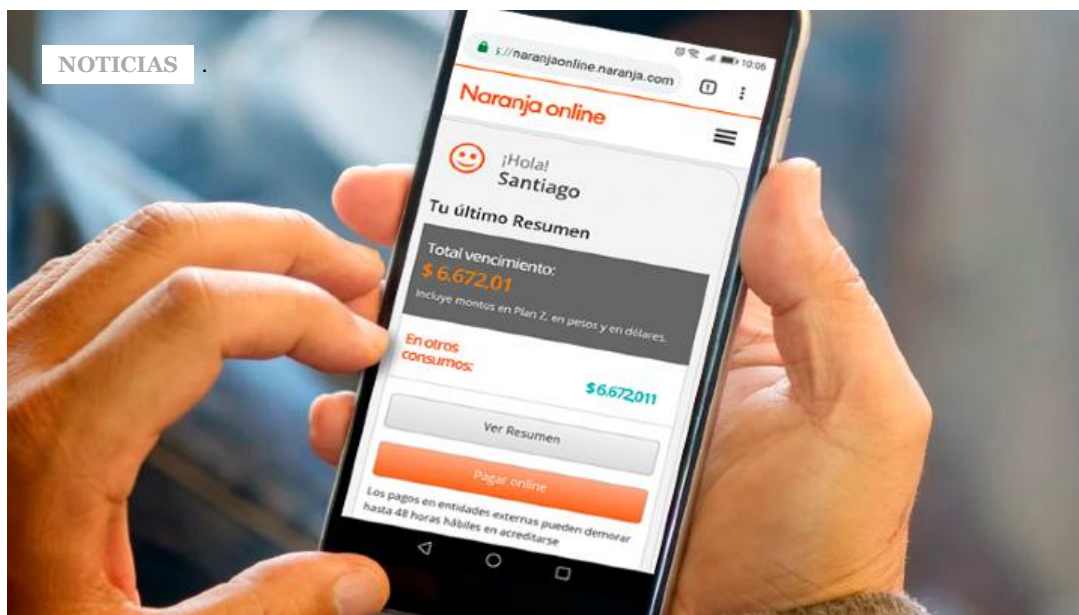 NOTICIAS .
10:06
s://naranjaonline.naranja.com
Naranja online
¡Hola!
Santiago
Tu último Resumen
Total vencimiento:
$ 6.672,01
Incluye montos en Plan Z, en pesos y en dólares.
En otros
consumos:
$ 6.672,011
Ver Resumen
Pagar online
Los pagos en entidades externas pueden demorar
hasta 48 horas hábiles en acreditarse